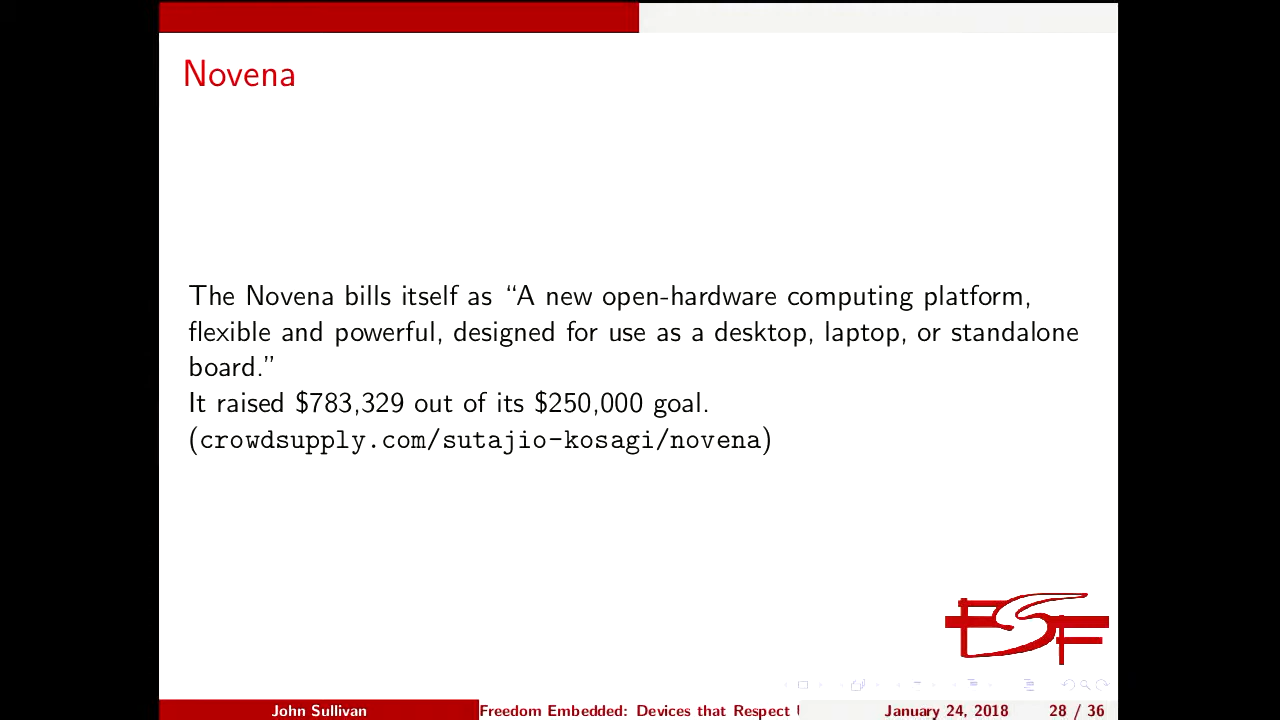 Novena
The Novena bills itself as “A new open-hardware computing platform,
flexible and powerful, designed for use as a desktop, laptop, or standalone
board.”
It raised $783,329 out of its $250,000 goal.
(crowdsupply.com/sutajio-kosagi/novena)
FSF
John Sullivan
Freedom Embedded: Devices that Respect U
January 24, 2018
28 / 36